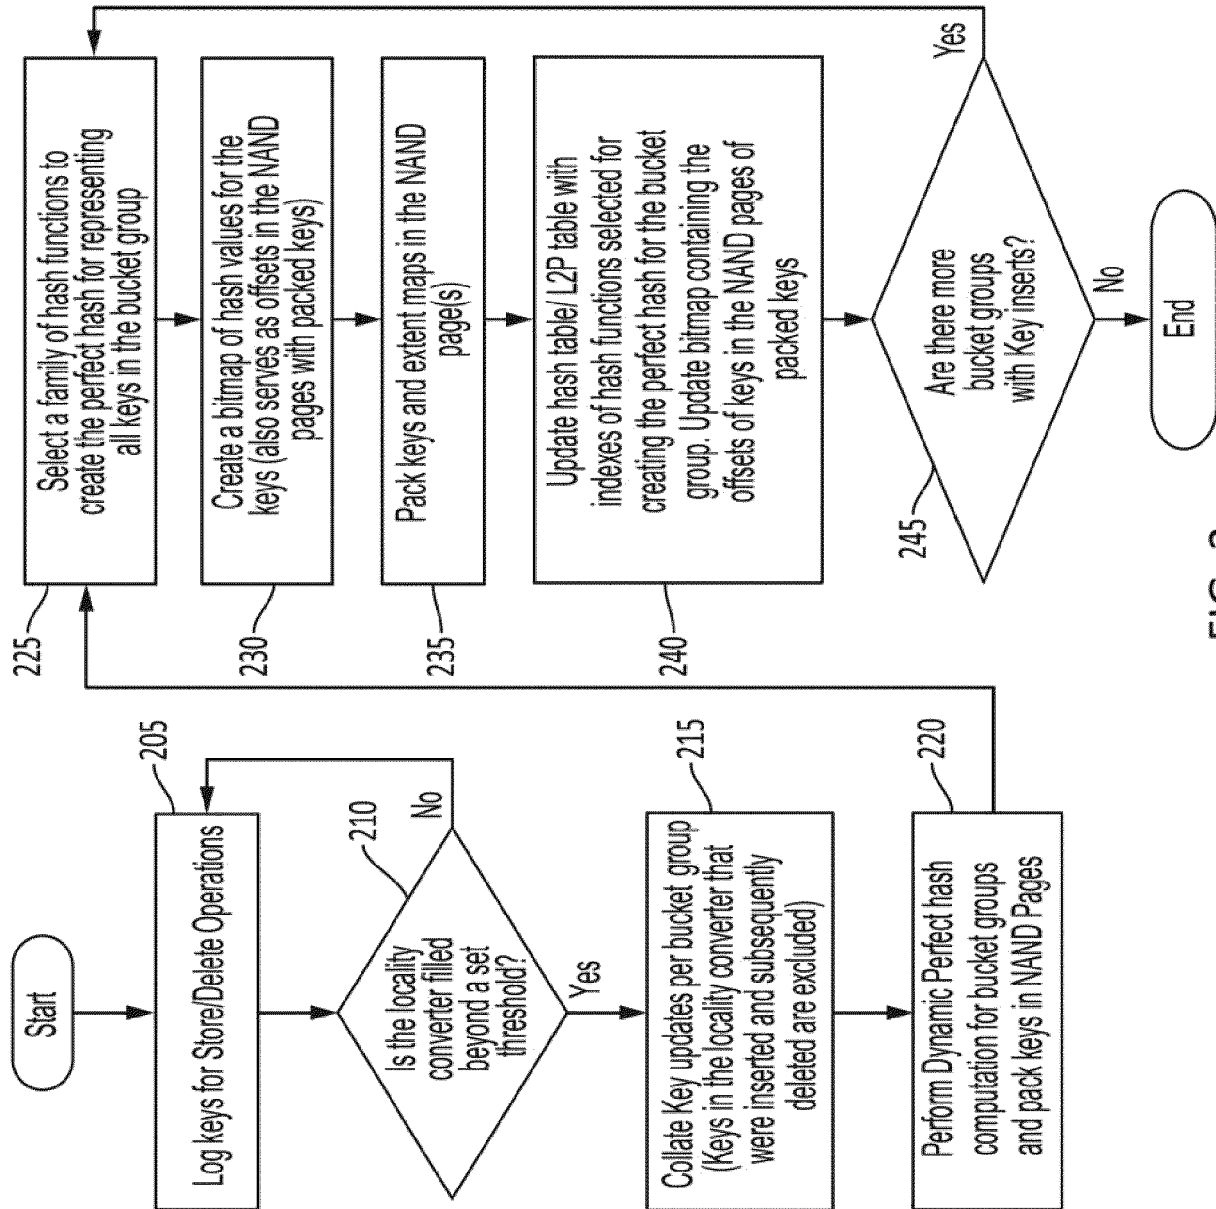 Start
Log keys for Store/Delete Operations
205
Is the locality
converter filled
beyond a set
threshold?
210
No
Yes
Collate Key updates per bucket group
(Keys in the locality converter that
were inserted and subsequently
deleted are excluded)
215
Perform Dynamic Perfect hash
computation for bucket groups
and pack keys in NAND Pages
220
Select a family of hash functions to
create the perfect hash for representing
all keys in the bucket group
225
Create a bitmap of hash values for the
keys (also serves as offsets in the NAND
pages with packed keys)
230
Pack keys and extent maps in the NAND
page(s)
235
Update hash table/ L2P table with
indexes of hash functions selected for
creating the perfect hash for the bucket
group. Update bitmap containing the
offsets of keys in the NAND pages of
packed keys
240
Are there more
bucket groups
with Key inserts?
245
Yes
No
End
FIG.